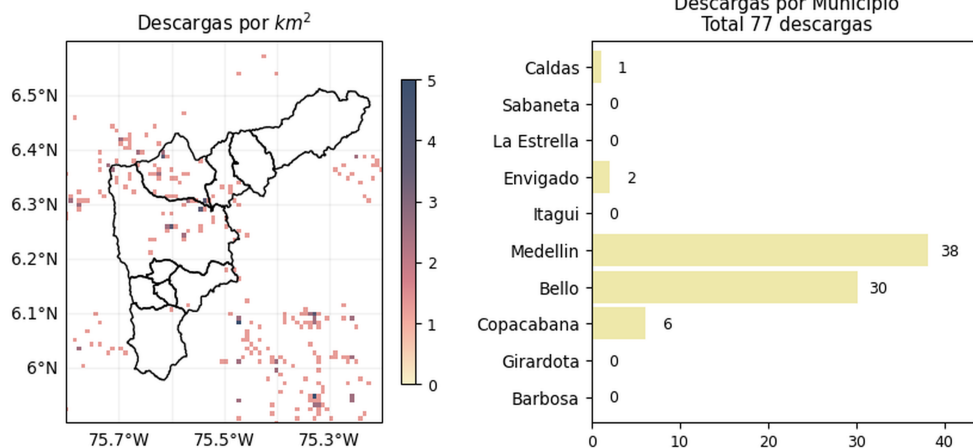 Descargas por km²
6.5°N
6.4°N
6.3°N
6.2°N
6.1°N
6°N
75.7°W
75.5°W
75.3°W
5
4
3
2
1
0
Descargas por Municipio
Total 77 descargas
Caldas 1
Sabaneta 0
La Estrella 0
Envigado 2
Itagui 0
Medellin 38
Bello 30
Copacabana 6
Girardota 0
Barbosa 0
0 10 20 30 40